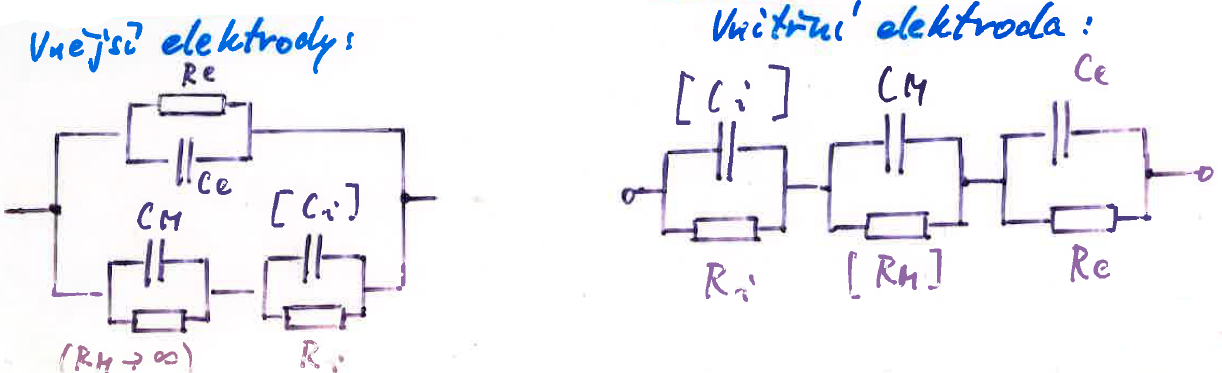 Vnější elektrody:
Re
Ce
CM
[Ci]
(RM → ∞)
Ri
Vnitřní elektroda:
[Ci]
CM
Ce
Ri
[RM]
Re